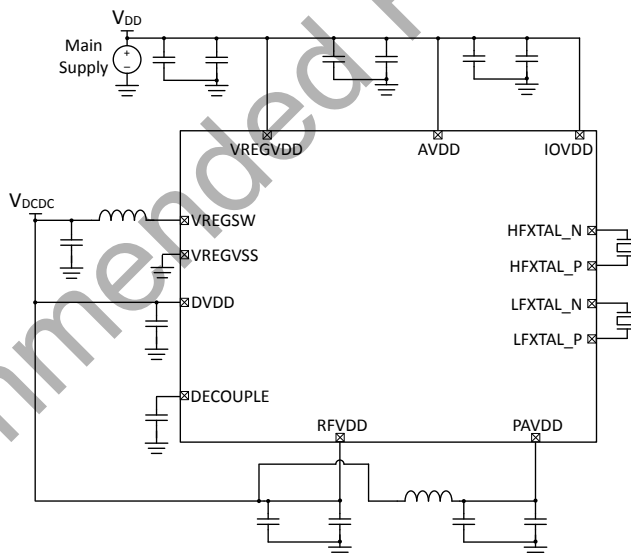 VDD
Main
Supply
VREGVDD
AVDD
IOVDD
VDCDC
VREGSW
VREGVSS
DVDD
DECOUPLE
HFXTAL_N
HFXTAL_P
LFXTAL_N
LFXTAL_P
RFVDD
PAVDD